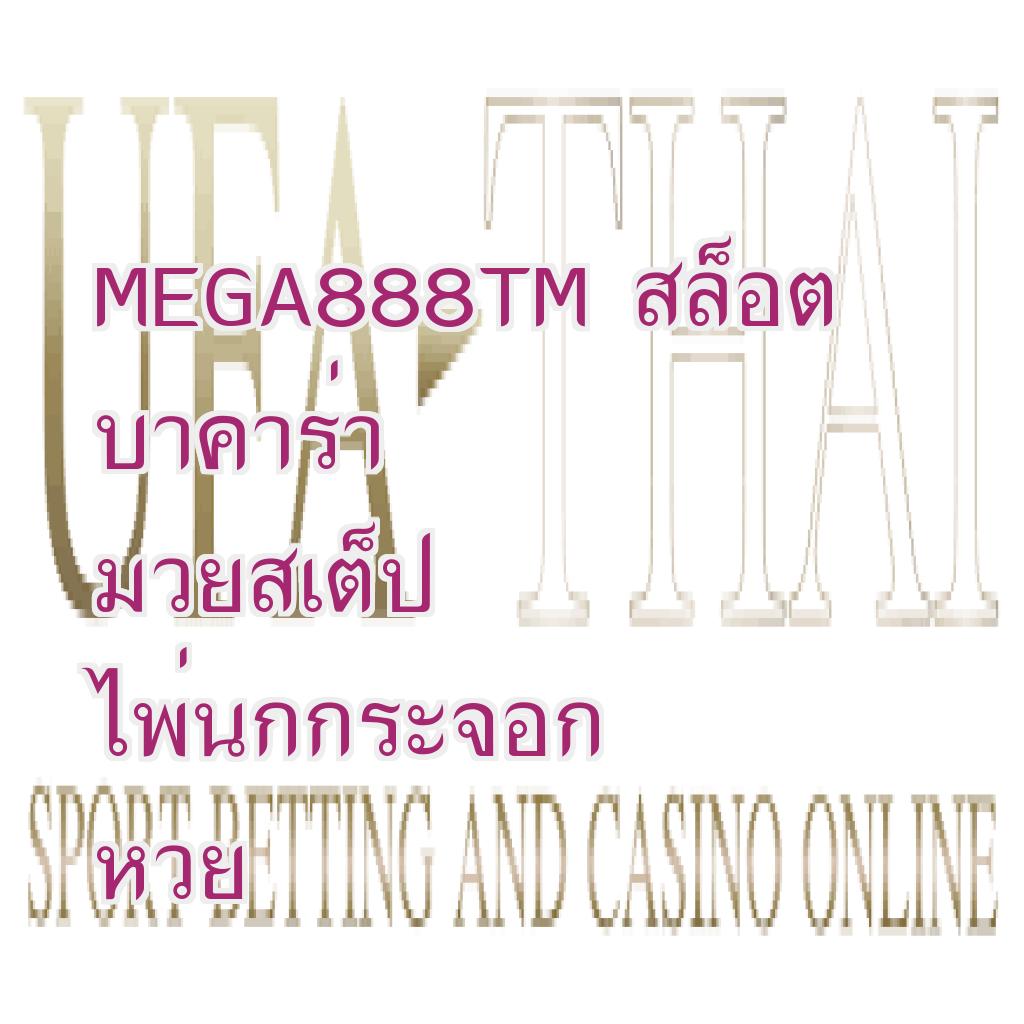 UFA THAI
MEGA888TM สล็อต
บาคาร่า
มวยสเต็ป
ไพ่นกกระจอก
SPORT BETTING AND CASINO ONLINE
หวย